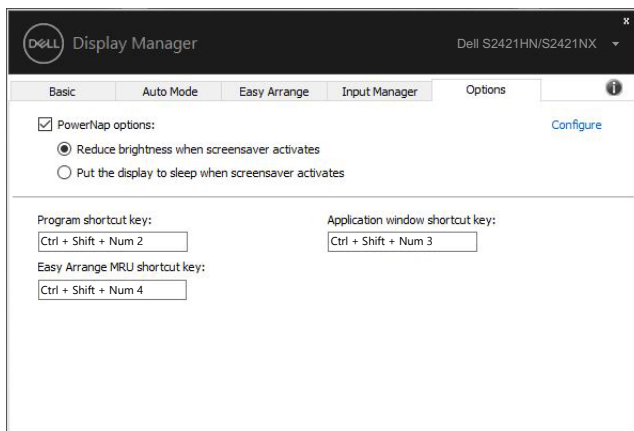 x
DELL Display Manager Dell S2421HN/S2421NX
Basic Auto Mode Easy Arrange Input Manager Options i
PowerNap options: Configure
Reduce brightness when screensaver activates
Put the display to sleep when screensaver activates
Program shortcut key: Application window shortcut key:
Ctrl + Shift + Num 2 Ctrl + Shift + Num 3
Easy Arrange MRU shortcut key:
Ctrl + Shift + Num 4